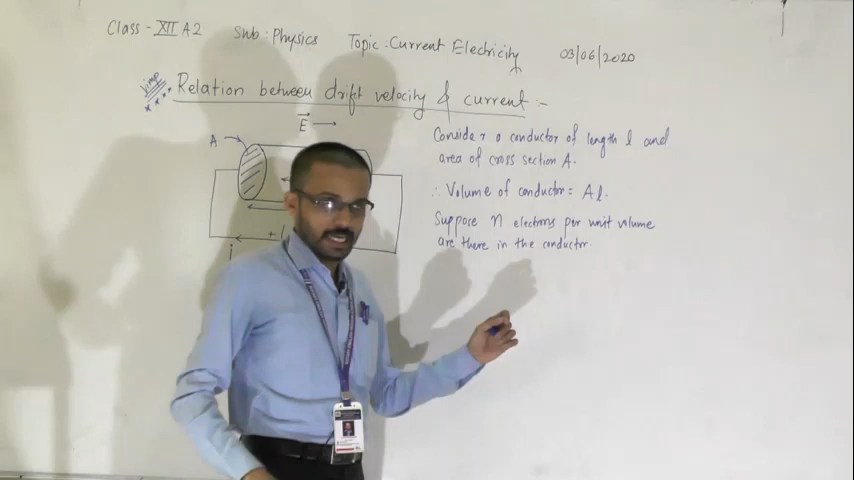 Class - XII A2 Sub : Physics Topic : Current Electricity 03/06/2020
Vimp
Relation between drift velocity & current :-
E
A
Consider a conductor of length l and
area of cross section A.
∴ Volume of conductor = Al.
Suppose n electrons per unit volume
are there in the conductor.
+
i